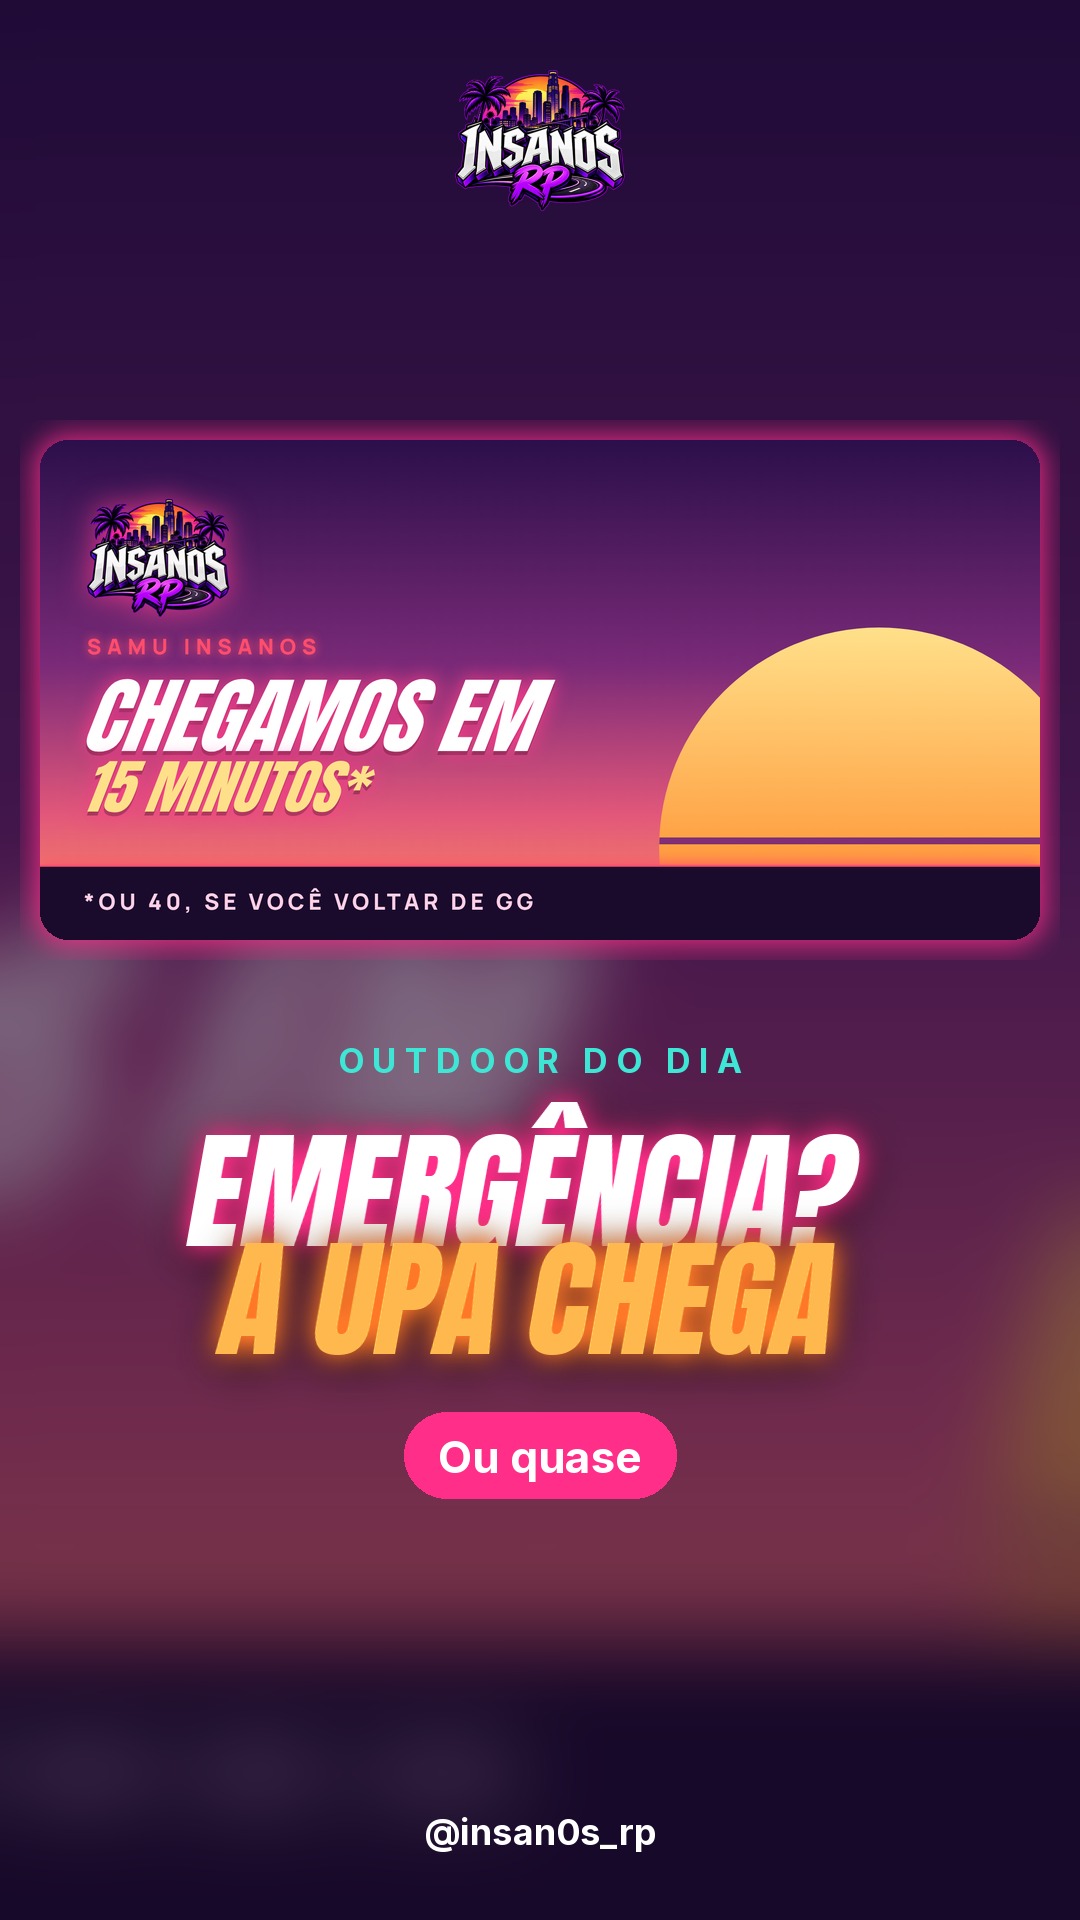 INSANOS
RP
INSANOS
RP
SAMU INSANOS
CHEGAMOS EM
15 MINUTOS*
*OU 40, SE VOCÊ VOLTAR DE GG
OUTDOOR DO DIA
EMERGÊNCIA?
A UPA CHEGA
Ou quase
@insan0s_rp